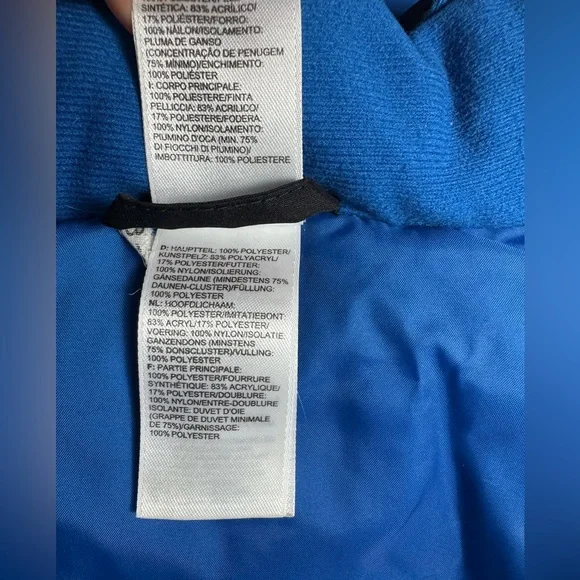 SINTÉTICA: 83% ACRÍLICO/
17% POLIÉSTER/FORRO:
100% NÁILON/ISOLAMENTO:
PLUMA DE GANSO
(CONCENTRAÇÃO DE PENUGEM
75% MÍNIMO)/ENCHIMENTO:
100% POLIÉSTER
I: CORPO PRINCIPALE:
100% POLIESTERE/FINTA
PELLICCIA: 83% ACRILICO/
17% POLIESTERE/FODERA:
100% NYLON/ISOLAMENTO:
PIUMINO D'OCA (MIN. 75%
DI FIOCCHI DI PIUMINO)/
IMBOTTITURA: 100% POLIESTERE
D: HAUPTTEIL: 100% POLYESTER/
KUNSTPELZ: 83% POLYACRYL/
17% POLYESTER/FUTTER:
100% NYLON/ISOLIERUNG:
GÄNSEDAUNE (MINDESTENS 75%
DAUNEN-CLUSTER)/FÜLLUNG:
100% POLYESTER
NL: HOOFDLICHAAM:
100% POLYESTER/IMITATIEBONT:
83% ACRYL/17% POLYESTER/
VOERING: 100% NYLON/ISOLATIE:
GANZENDONS (MINSTENS
75% DONSCLUSTER)/VULLING:
100% POLYESTER
F: PARTIE PRINCIPALE:
100% POLYESTER/FOURRURE
SYNTHÉTIQUE: 83% ACRYLIQUE/
17% POLYESTER/DOUBLURE:
100% NYLON/ENTRE-DOUBLURE
ISOLANTE: DUVET D'OIE
(GRAPPE DE DUVET MINIMALE
DE 75%)/GARNISSAGE:
100% POLYESTER